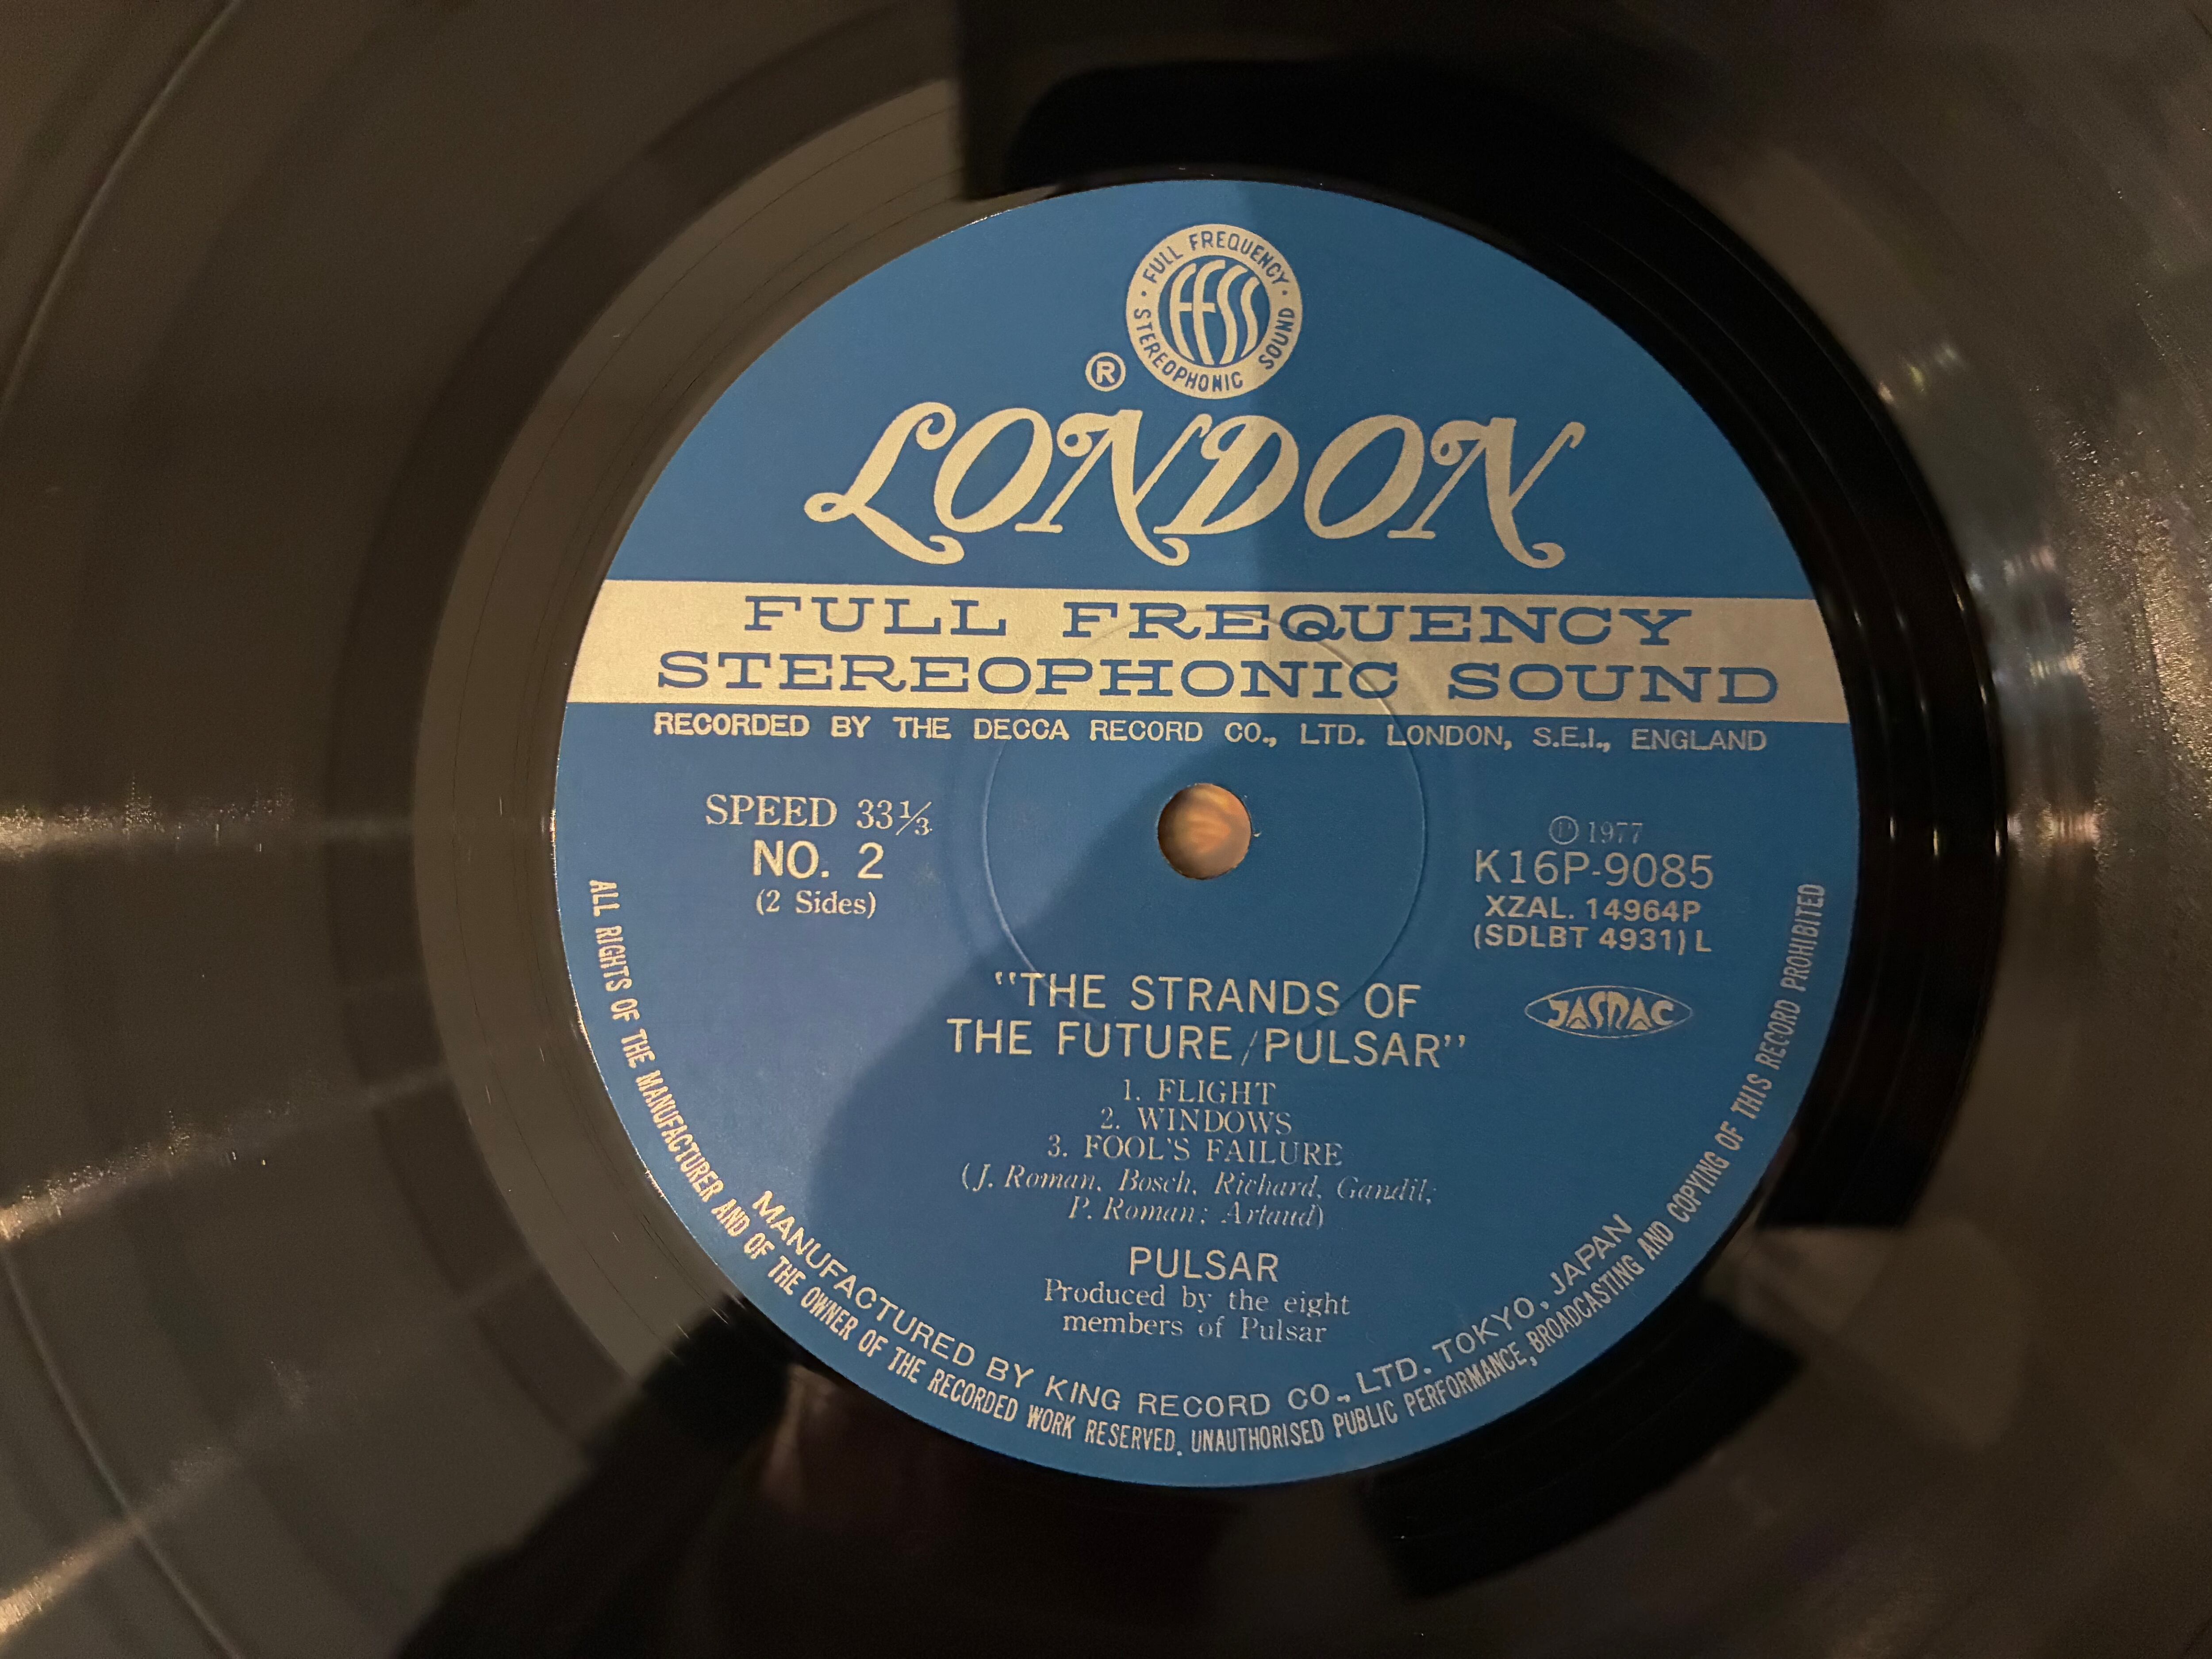 FULL FREQUENCY
FFSS
STEREOPHONIC SOUND
®
LONDON
FULL FREQUENCY
STEREOPHONIC SOUND
RECORDED BY THE DECCA RECORD CO., LTD. LONDON, S.E.I., ENGLAND
SPEED 33⅓
NO. 2
(2 Sides)
Ⓟ 1977
K16P-9085
XZAL. 14964P
(SDLBT 4931) L
JASRAC
"THE STRANDS OF
THE FUTURE/PULSAR"
1. FLIGHT
2. WINDOWS
3. FOOL'S FAILURE
(J. Roman, Bosch, Richard, Gandil;
P. Roman; Artaud)
PULSAR
Produced by the eight
members of Pulsar
MANUFACTURED BY KING RECORD CO., LTD. TOKYO, JAPAN
ALL RIGHTS OF THE MANUFACTURER AND OF THE OWNER OF THE RECORDED WORK RESERVED. UNAUTHORISED PUBLIC PERFORMANCE, BROADCASTING AND COPYING OF THIS RECORD PROHIBITED